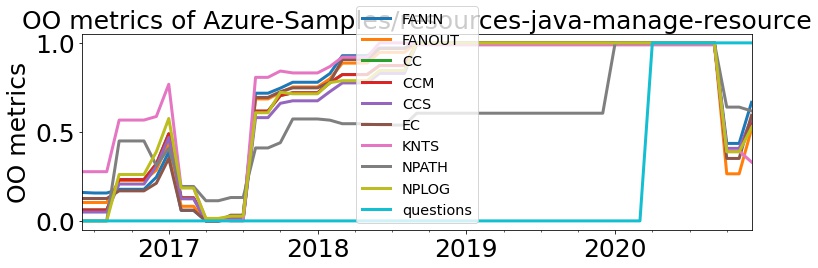 OO metrics of Azure-Samples/resources-java-manage-resource
OO metrics
1.0
0.5
0.0
FANIN
FANOUT
CC
CCM
CCS
EC
KNTS
NPATH
NPLOG
questions
2017 2018 2019 2020